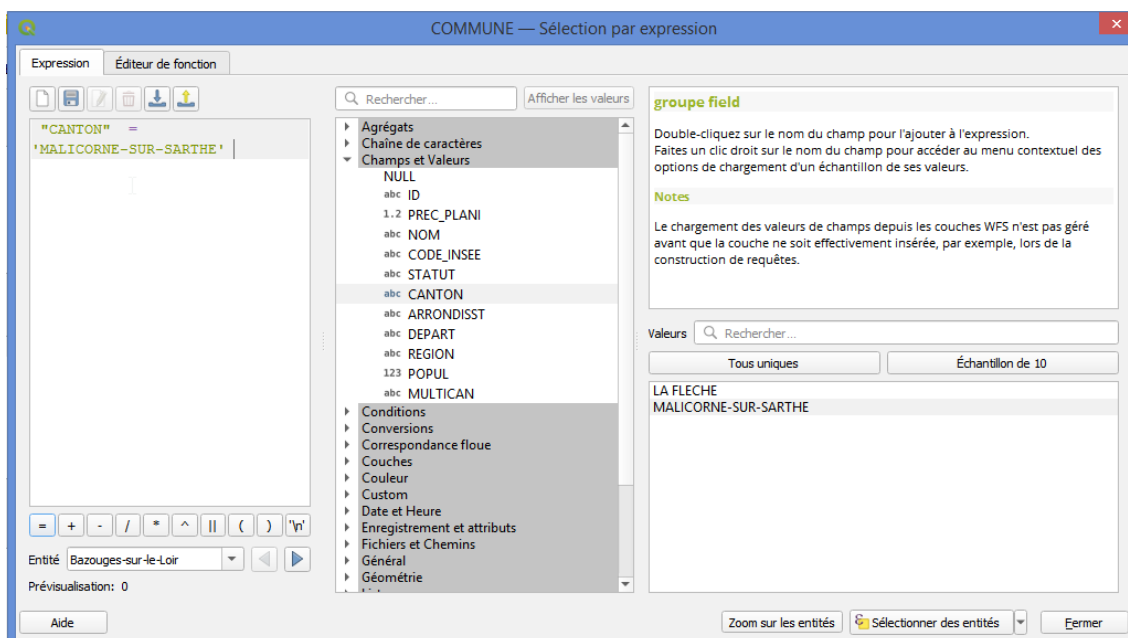 COMMUNE — Sélection par expression
Expression
Éditeur de fonction
"CANTON" =
'MALICORNE-SUR-SARTHE'
= + - / * ^ || ( ) '\n'
Entité Bazouges-sur-le-Loir
Prévisualisation: 0
Rechercher...
Afficher les valeurs
Agrégats
Chaîne de caractères
Champs et Valeurs
NULL
abc ID
1.2 PREC_PLANI
abc NOM
abc CODE_INSEE
abc STATUT
abc CANTON
abc ARRONDISST
abc DEPART
abc REGION
123 POPUL
abc MULTICAN
Conditions
Conversions
Correspondance floue
Couches
Couleur
Custom
Date et Heure
Enregistrement et attributs
Fichiers et Chemins
Général
Géométrie
groupe field
Double-cliquez sur le nom du champ pour l'ajouter à l'expression.
Faites un clic droit sur le nom du champ pour accéder au menu contextuel des
options de chargement d'un échantillon de ses valeurs.
Notes
Le chargement des valeurs de champs depuis les couches WFS n'est pas géré
avant que la couche ne soit effectivement insérée, par exemple, lors de la
construction de requêtes.
Valeurs Rechercher...
Tous uniques
Échantillon de 10
LA FLECHE
MALICORNE-SUR-SARTHE
Aide
Zoom sur les entités
Sélectionner des entités
Fermer